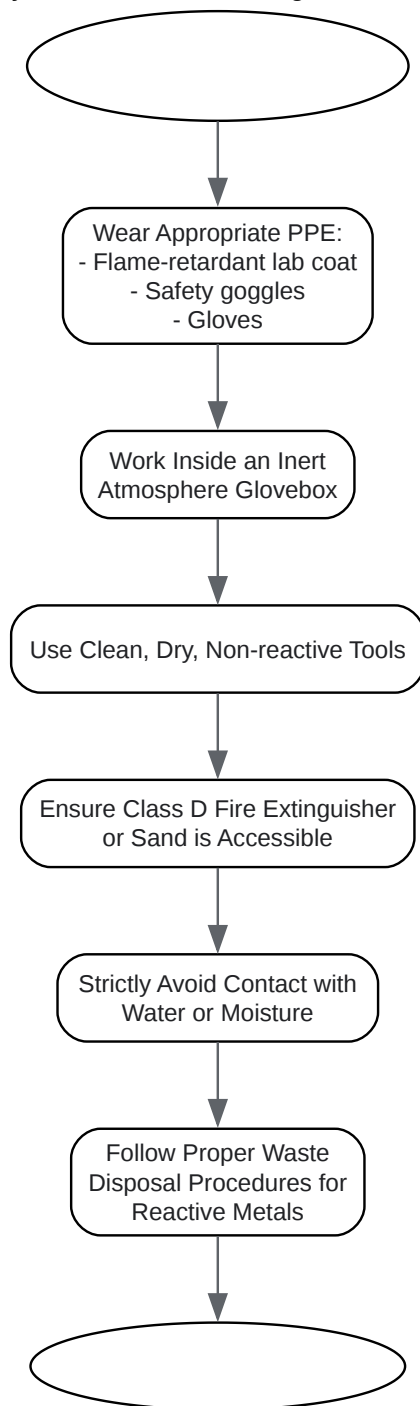 Wear Appropriate PPE:
- Flame-retardant lab coat
- Safety goggles
- Gloves
Work Inside an Inert
Atmosphere Glovebox
Use Clean, Dry, Non-reactive Tools
Ensure Class D Fire Extinguisher
or Sand is Accessible
Strictly Avoid Contact with
Water or Moisture
Follow Proper Waste
Disposal Procedures for
Reactive Metals